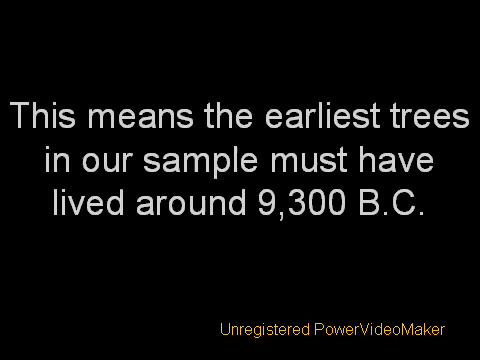 This means the earliest trees
in our sample must have
lived around 9,300 B.C.
Unregistered PowerVideoMaker